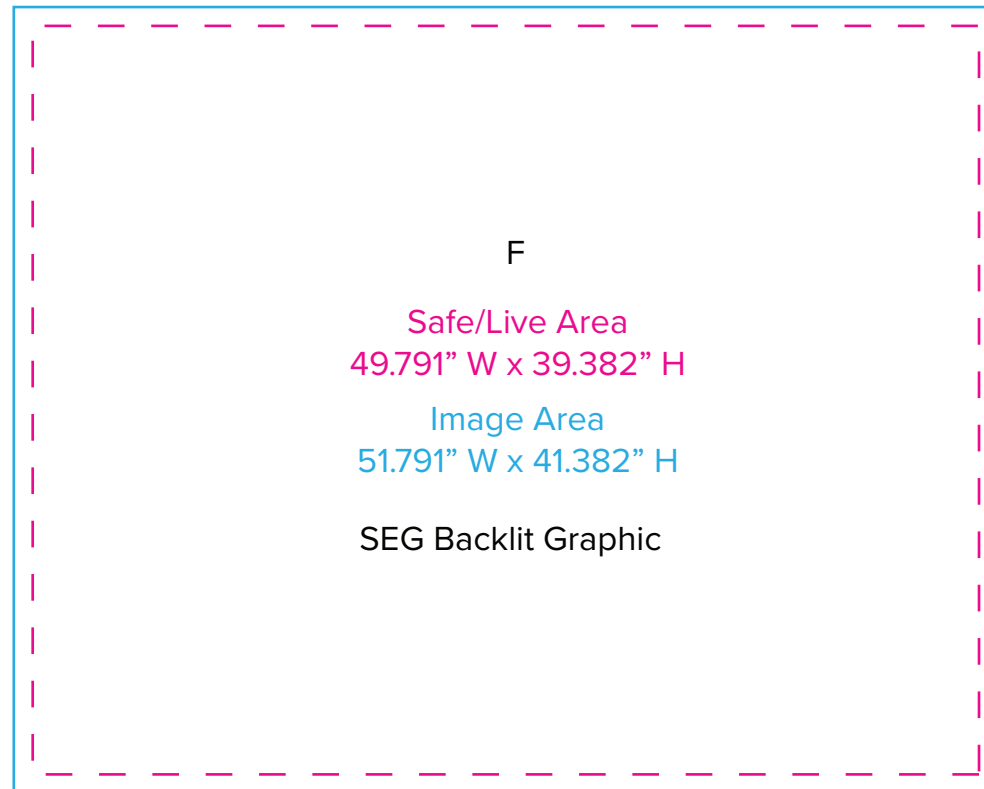 F
Safe/Live Area
49.791” W x 39.382” H
Image Area
51.791” W x 41.382” H
SEG Backlit Graphic